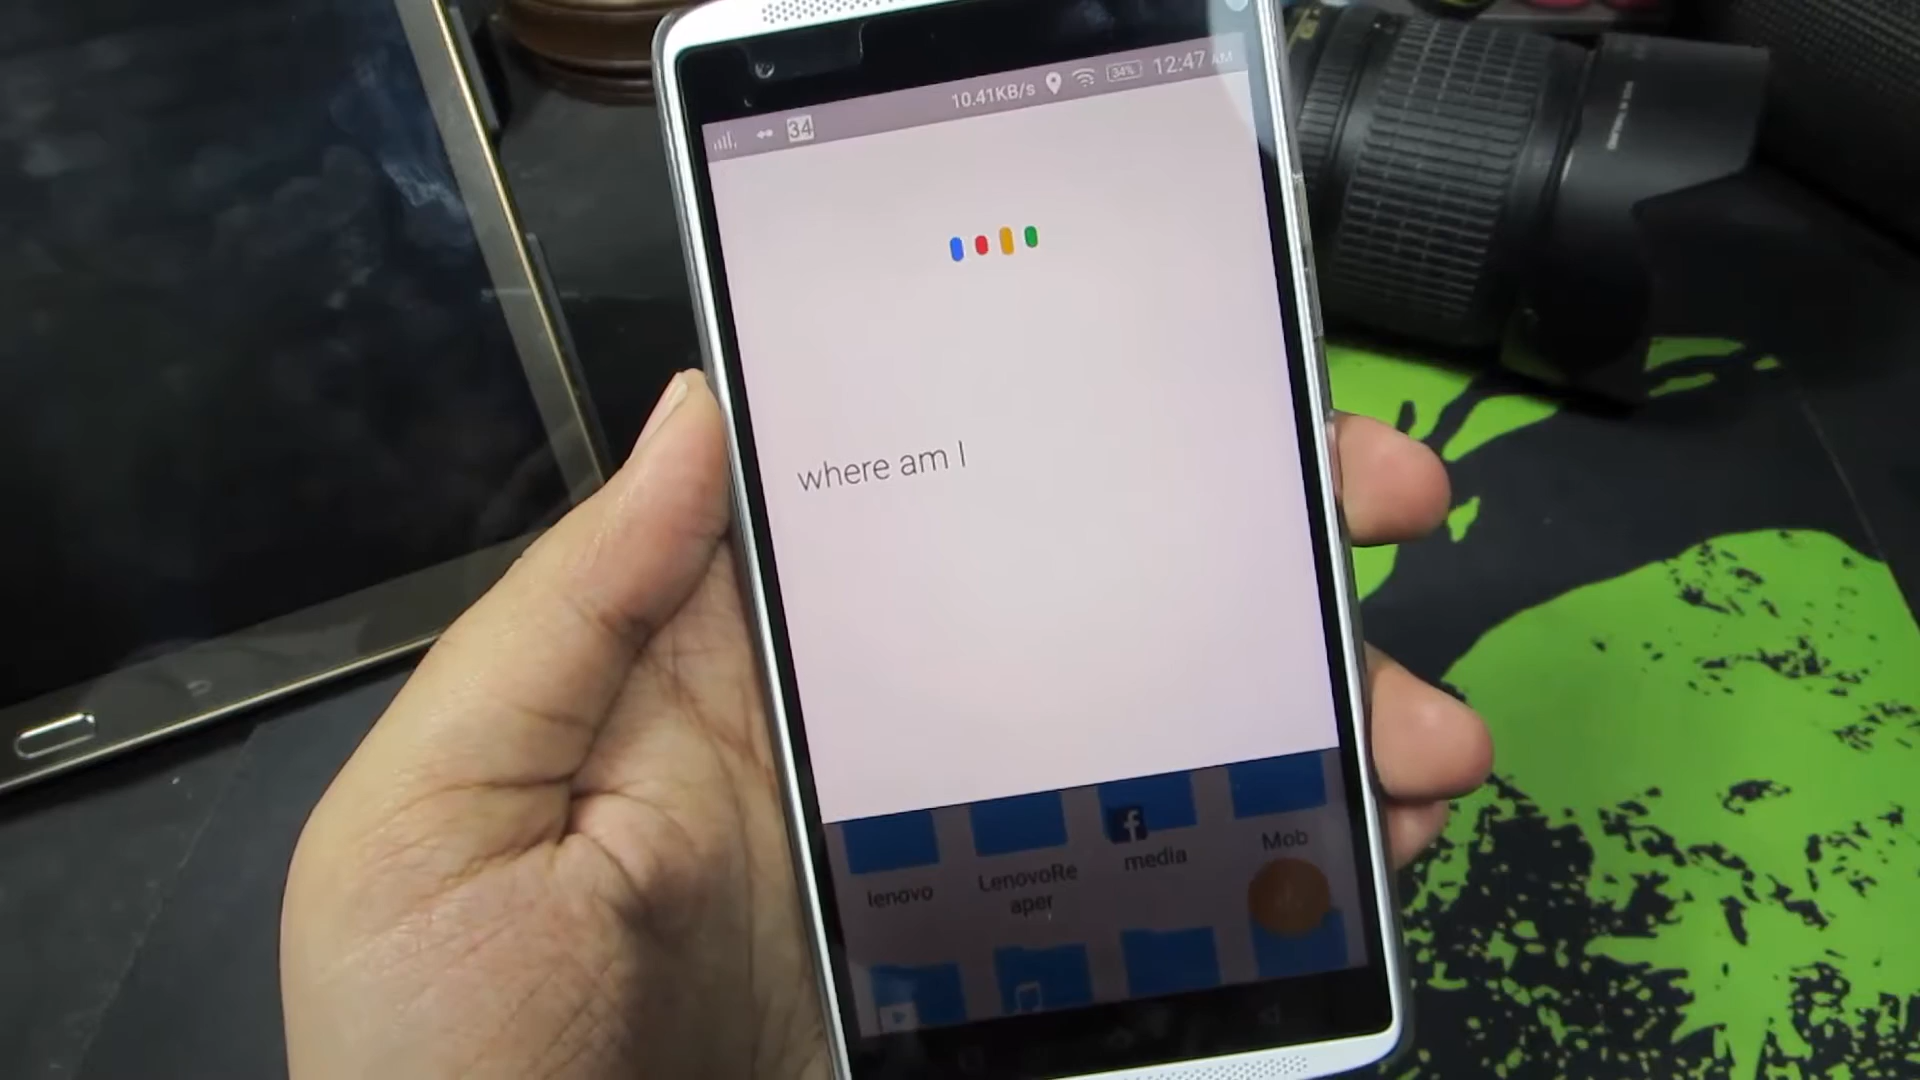 34 10.41KB/s 34% 12:47 AM
where am I
lenovo LenovoRe
aper media Mob